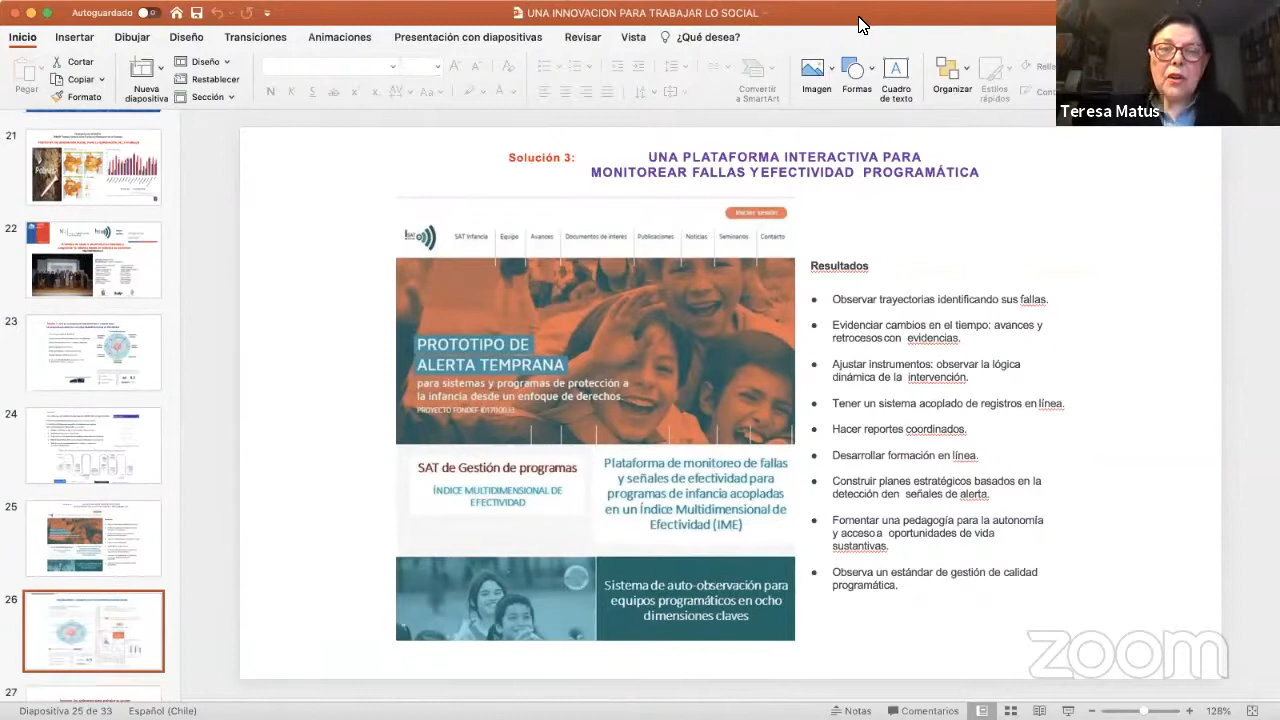 Autoguardado
UNA INNOVACION PARA TRABAJAR LO SOCIAL
Inicio Insertar Dibujar Diseño Transiciones Animaciones Presentación con diapositivas Revisar Vista ¿Qué desea?
Pegar
Cortar
Copiar
Formato
Nueva
diapositiva
Diseño
Restablecer
Sección
Convertir
a SmartArt
Imagen
Formas
Cuadro
de texto
Organizar
Estilos
rápidos
Teresa Matus
21
22
23
24
25
26
27
Solución 3: UNA PLATAFORMA INTERACTIVA PARA
MONITOREAR FALLAS Y EFECTIVIDAD PROGRAMÁTICA
Iniciar sesión
SAT Infancia Equipo Avances Documentos de interés Publicaciones Noticias Seminarios Contacto
PROTOTIPO DE
ALERTA TEMPRANA
para sistemas y programas de protección a
la infancia desde un enfoque de derechos.
SAT de Gestión de programas
ÍNDICE MULTIDIMENSIONAL DE
EFECTIVIDAD
Plataforma de monitoreo de fallas
y señales de efectividad para
programas de infancia acopladas
en un Índice Multidimensional de
Efectividad (IME)
Sistema de auto-observación para
equipos programáticos en ocho
dimensiones claves
Resultados
● Observar trayectorias identificando sus fallas.
● Evidenciar cambios en el tiempo: avances y
retrocesos con evidencias.
● Ajustar instrumentos: observar la lógica
dinámica de la intervención.
● Tener un sistema acoplado de registros en línea.
● Hacer reportes coordinados.
● Desarrollar formación en línea.
● Construir planes estratégicos basados en la
detección den señales de alerta.
● Fomentar una pedagogía para la autonomía
y acceso a oportunidades de vida
sustantivas.
● Observa un estándar de gestión de calidad
programática.
zoom
Diapositiva 25 de 33 Español (Chile) Notas Comentarios 128%